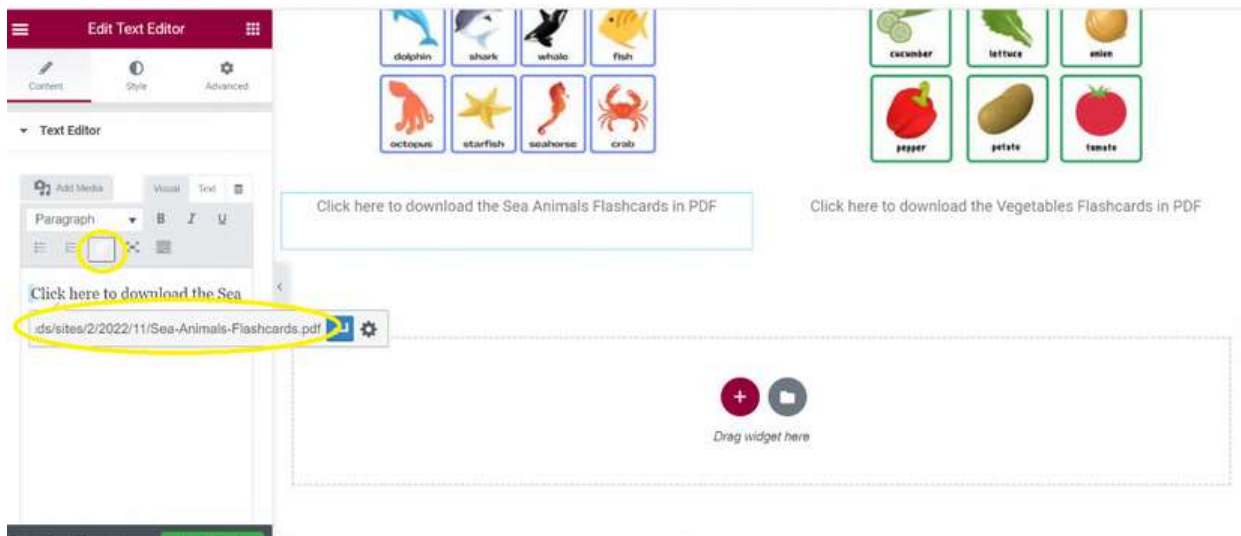 Edit Text Editor
Content Style Advanced
Text Editor
Add Media Visual Text
Paragraph B I U
Click here to download the Sea
ds/sites/2/2022/11/Sea-Animals-Flashcards.pdf
dolphin shark whale fish
octopus starfish seahorse crab
Click here to download the Sea Animals Flashcards in PDF
cucumber lettuce onion
pepper potato tomato
Click here to download the Vegetables Flashcards in PDF
Drag widget here